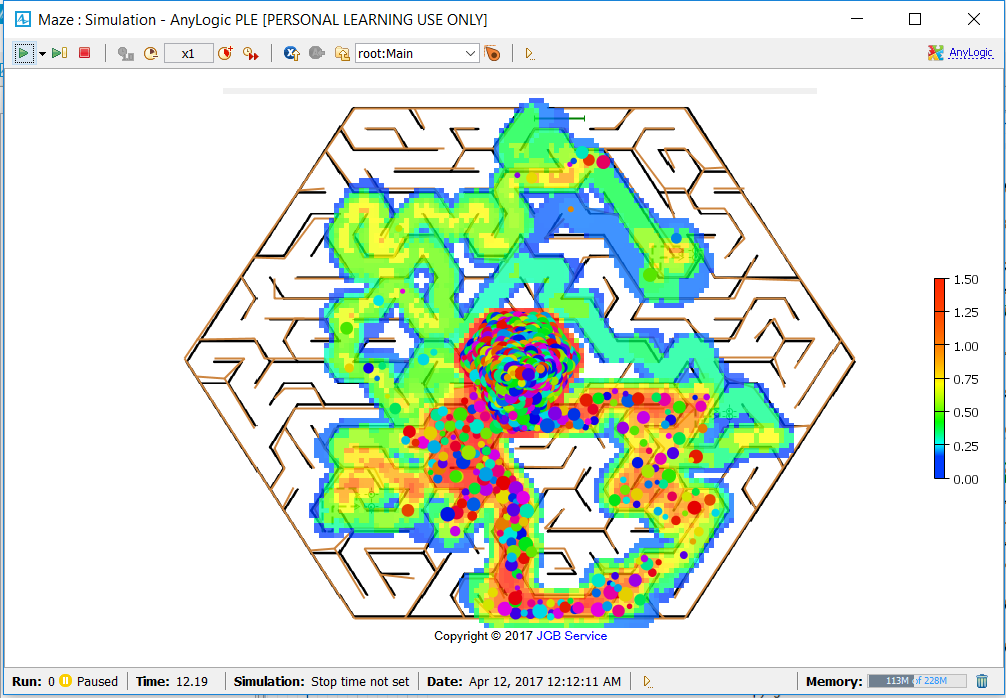 Maze : Simulation - AnyLogic PLE [PERSONAL LEARNING USE ONLY]
x1
root:Main
AnyLogic
1.50
1.25
1.00
0.75
0.50
0.25
0.00
Copyright © 2017 JCB Service
Run: 0 Paused Time: 12.19 Simulation: Stop time not set Date: Apr 12, 2017 12:12:11 AM Memory: 113M of 228M